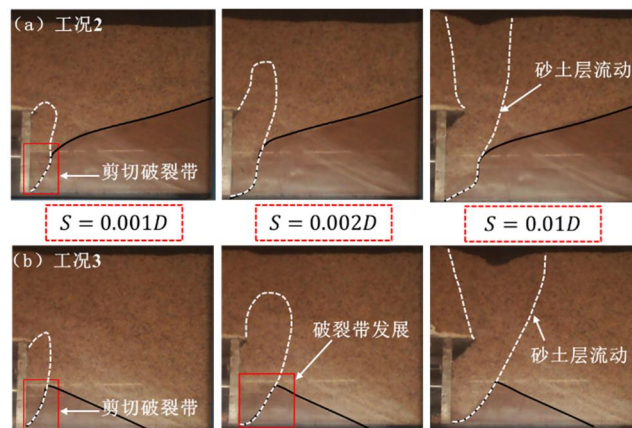 （a）工况2
砂土层流动
剪切破裂带
S = 0.001D
S = 0.002D
S = 0.01D
（b）工况3
破裂带发展
砂土层流动
剪切破裂带